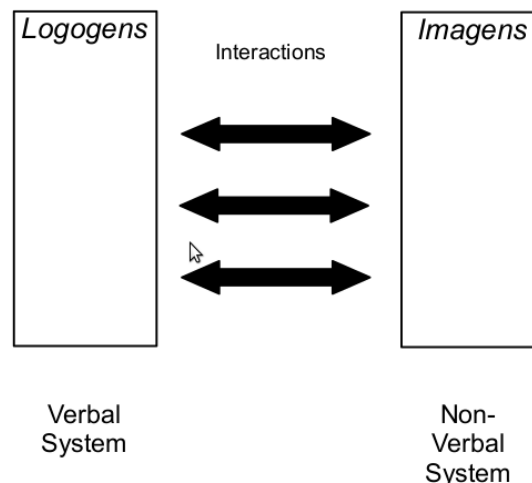 Logogens
Interactions
Imagens
Verbal
System
Non-
Verbal
System